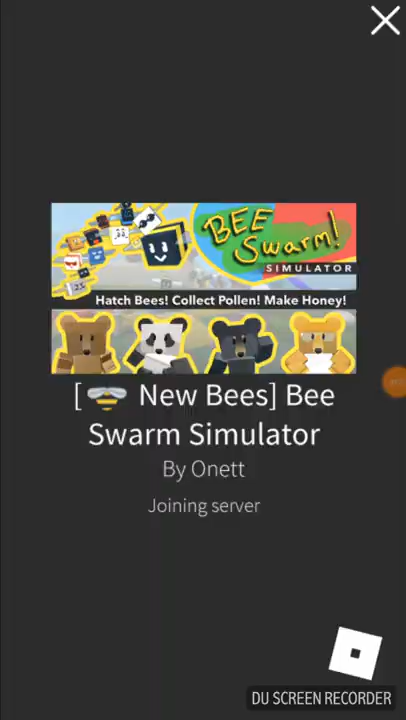 BEE
Swarm!
SIMULATOR
Hatch Bees! Collect Pollen! Make Honey!
[🐝 New Bees] Bee
Swarm Simulator
By Onett
Joining server
DU SCREEN RECORDER